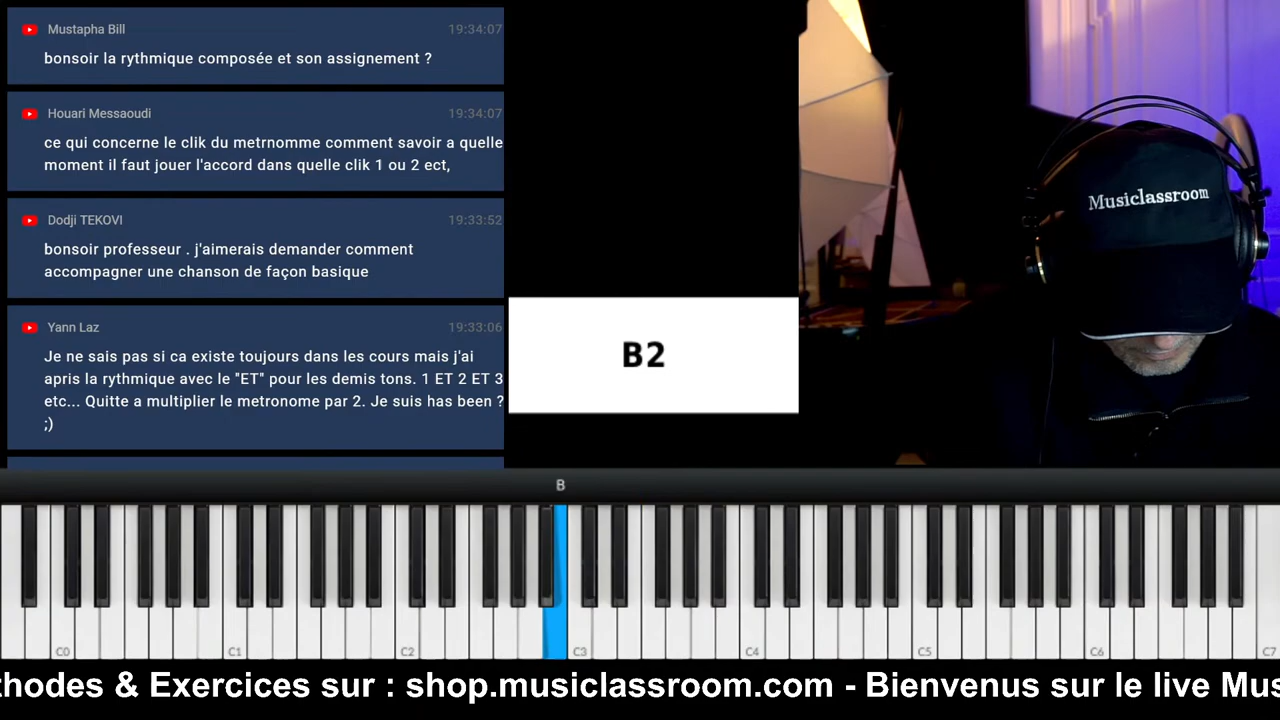 Mustapha Bill 19:34:07
bonsoir la rythmique composée et son assignement ?
Houari Messaoudi 19:34:07
ce qui concerne le clik du metrnomme comment savoir a quelle
moment il faut jouer l'accord dans quelle clik 1 ou 2 ect,
Dodji TEKOVI 19:33:52
bonsoir professeur . j'aimerais demander comment
accompagner une chanson de façon basique
Yann Laz 19:33:06
Je ne sais pas si ca existe toujours dans les cours mais j'ai
apris la rythmique avec le "ET" pour les demis tons. 1 ET 2 ET 3
etc... Quitte a multiplier le metronome par 2. Je suis has been ?
;)
Musiclassroom
B2
B
C0 C1 C2 C3 C4 C5 C6 C7
thodes & Exercices sur : shop.musiclassroom.com - Bienvenus sur le live Mus